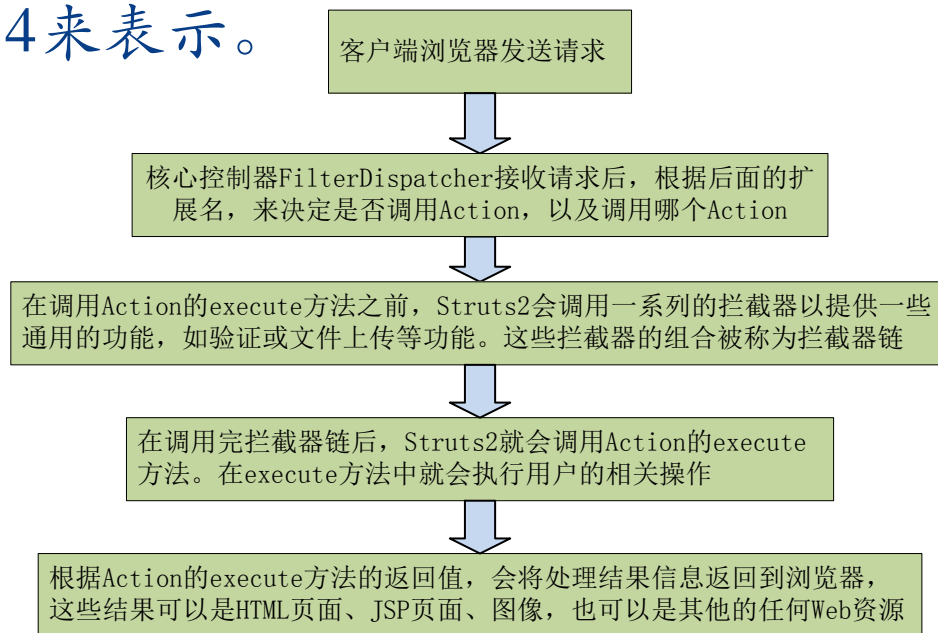 4来表示。
客户端浏览器发送请求
核心控制器FilterDispatcher接收请求后，根据后面的扩
展名，来决定是否调用Action，以及调用哪个Action
在调用Action的execute方法之前，Struts2会调用一系列的拦截器以提供一些
通用的功能，如验证或文件上传等功能。这些拦截器的组合被称为拦截器链
在调用完拦截器链后，Struts2就会调用Action的execute
方法。在execute方法中就会执行用户的相关操作
根据Action的execute方法的返回值，会将处理结果信息返回到浏览器，
这些结果可以是HTML页面、JSP页面、图像，也可以是其他的任何Web资源